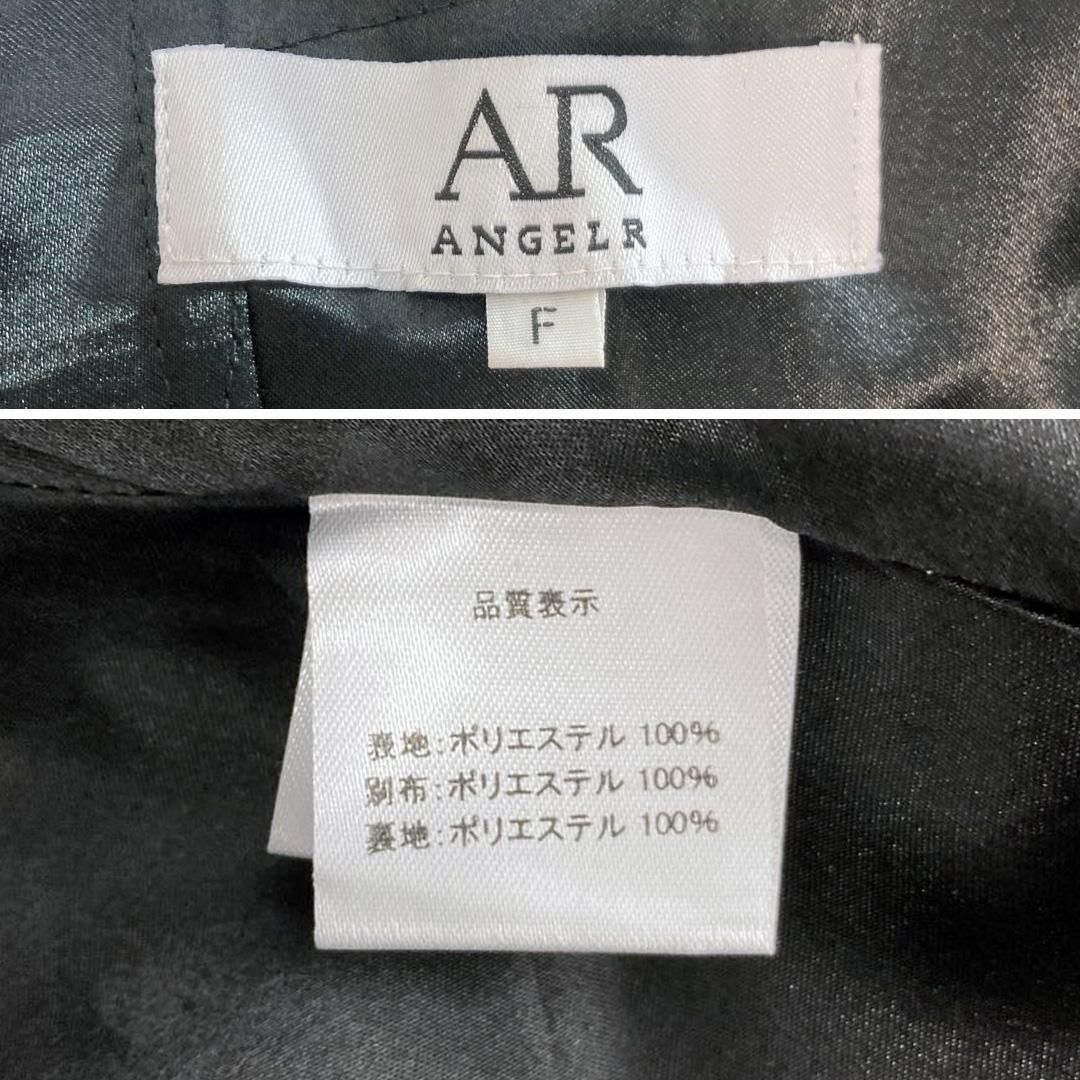 AR
ANGELR
F
品質表示
表地:ポリエステル 100%
別布:ポリエステル 100%
裏地:ポリエステル 100%